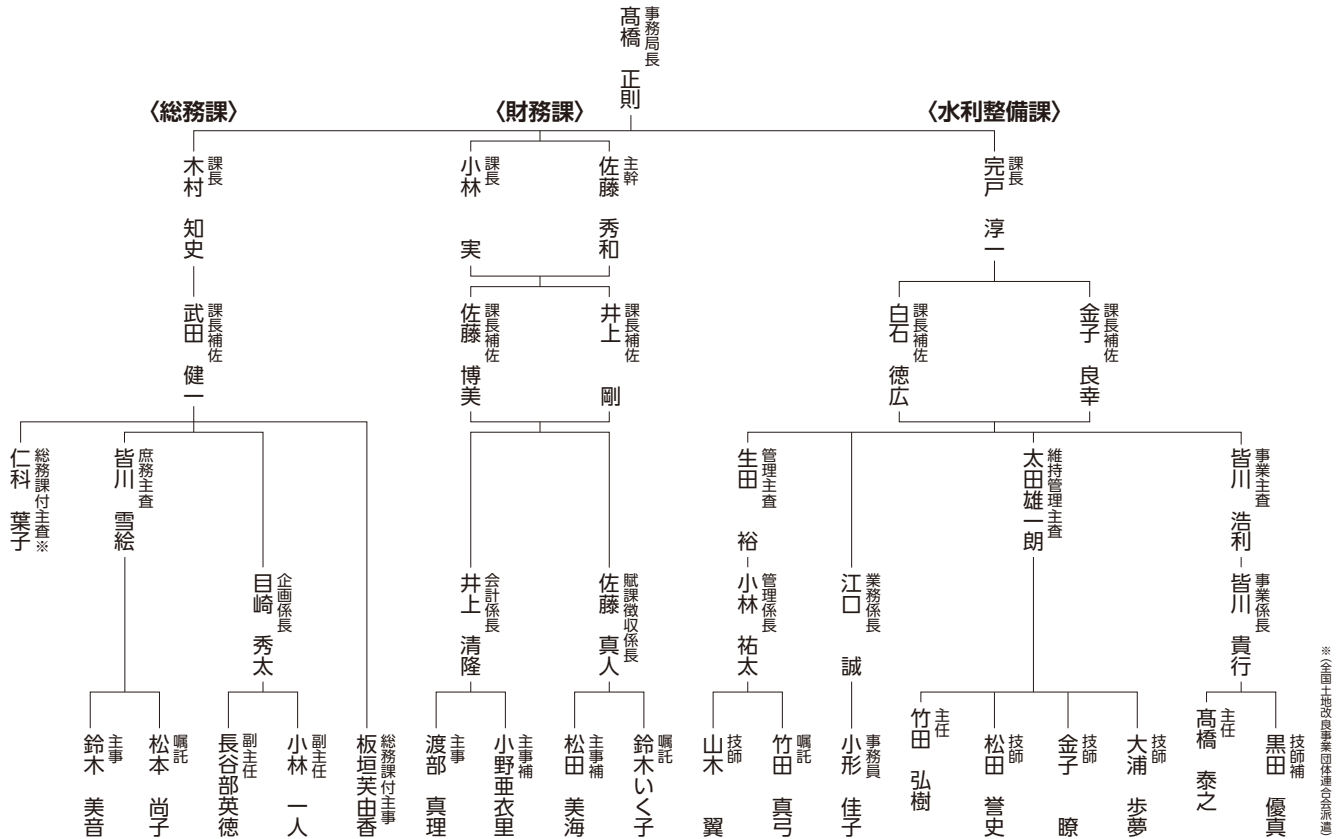 事務局長
髙橋 正則
〈総務課〉
〈財務課〉
〈水利整備課〉
課長
木村 知史
課長
小林 実
主幹
佐藤 秀和
課長
完戸 淳一
課長補佐
武田 健一
課長補佐
佐藤 博美
課長補佐
井上 剛
課長補佐
白石 徳広
課長補佐
金子 良幸
総務課付主査※
仁科 葉子
庶務主査
皆川 雪絵
企画係長
目崎 秀太
会計係長
井上 清隆
賦課徴収係長
佐藤 真人
管理主査
生田 裕
管理係長
小林 祐太
業務係長
江口 誠
維持管理主査
太田雄一朗
事業主査
皆川 浩利
事業係長
皆川 貴行
主事
鈴木 美音
嘱託
松本 尚子
副主任
長谷部英徳
副主任
小林 一人
総務課付主事
板垣芙由香
主事
渡部 真理
主事補
小野亜衣里
主事補
松田 美海
嘱託
鈴木いく子
技師
山木 翼
嘱託
竹田 真弓
事務員
小形 佳子
主任
竹田 弘樹
技師
松田 誉史
技師
金子 瞭
技師
大浦 歩夢
主任
髙橋 泰之
技師補
黒田 優真
※（全国土地改良事業団体連合会派遣）